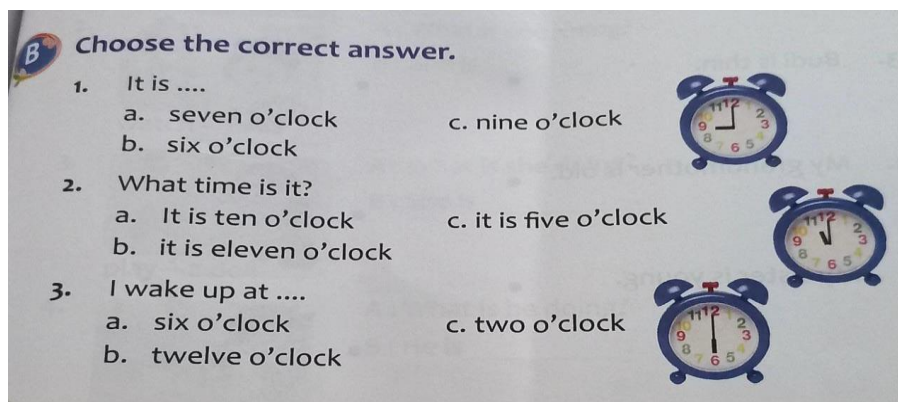 B Choose the correct answer.
1. It is ....
a. seven o'clock c. nine o'clock
b. six o'clock
2. What time is it?
a. It is ten o'clock c. it is five o'clock
b. it is eleven o'clock
3. I wake up at ....
a. six o'clock c. two o'clock
b. twelve o'clock